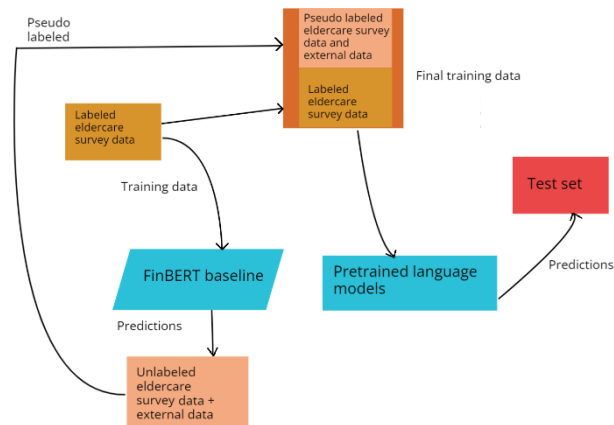 Pseudo
labeled
Pseudo labeled
eldercare survey
data and
external data
Labeled
eldercare
survey data
Final training data
Labeled eldercare
survey data
Training data
Test set
FinBERT baseline
Pretrained language
models
Predictions
Predictions
Unlabeled
eldercare
survey data +
external data